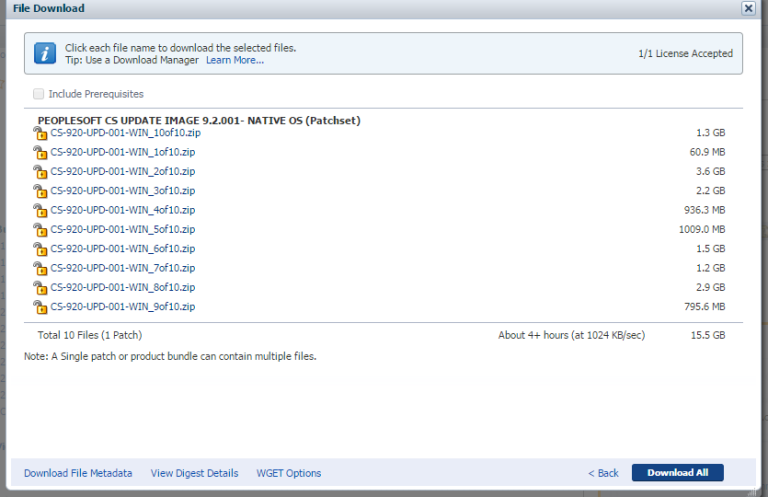 File Download
Click each file name to download the selected files.
Tip: Use a Download Manager Learn More...
1/1 License Accepted
Include Prerequisites
PEOPLESOFT CS UPDATE IMAGE 9.2.001- NATIVE OS (Patchset)
CS-920-UPD-001-WIN_10of10.zip 1.3 GB
CS-920-UPD-001-WIN_1of10.zip 60.9 MB
CS-920-UPD-001-WIN_2of10.zip 3.6 GB
CS-920-UPD-001-WIN_3of10.zip 2.2 GB
CS-920-UPD-001-WIN_4of10.zip 936.3 MB
CS-920-UPD-001-WIN_5of10.zip 1009.0 MB
CS-920-UPD-001-WIN_6of10.zip 1.5 GB
CS-920-UPD-001-WIN_7of10.zip 1.2 GB
CS-920-UPD-001-WIN_8of10.zip 2.9 GB
CS-920-UPD-001-WIN_9of10.zip 795.6 MB
Total 10 Files (1 Patch) About 4+ hours (at 1024 KB/sec) 15.5 GB
Note: A Single patch or product bundle can contain multiple files.
Download File Metadata View Digest Details WGET Options < Back Download All